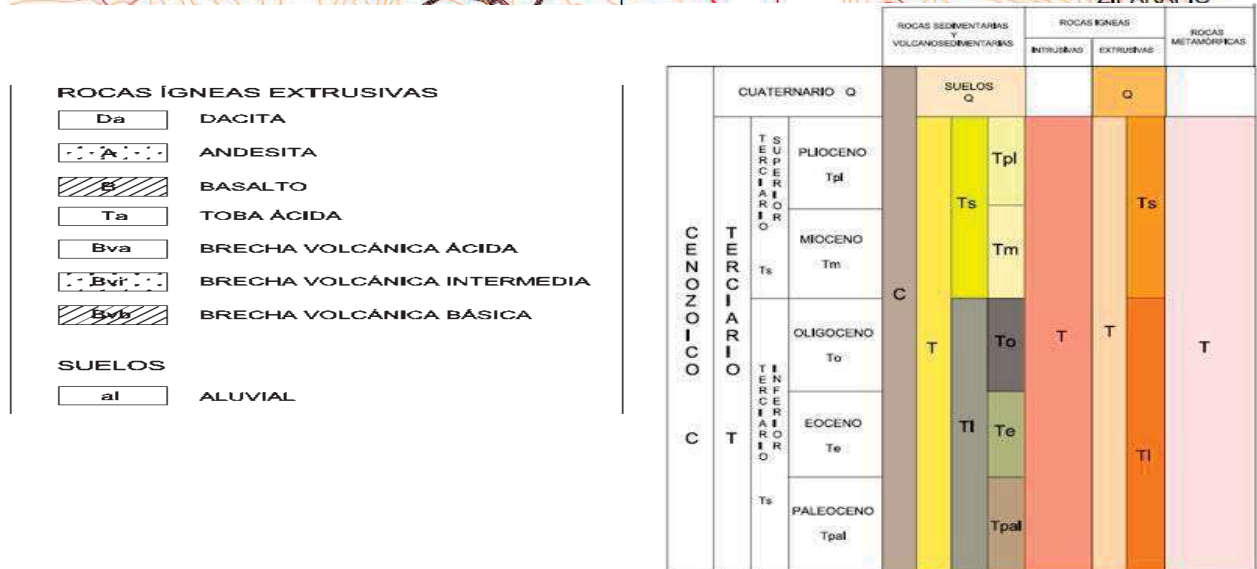 ZIPARAPIO
ROCAS ÍGNEAS EXTRUSIVAS
Da DACITA
A ANDESITA
B BASALTO
Ta TOBA ÁCIDA
Bva BRECHA VOLCÁNICA ÁCIDA
Bvi BRECHA VOLCÁNICA INTERMEDIA
Bvb BRECHA VOLCÁNICA BÁSICA
SUELOS
al ALUVIAL
ROCAS SEDIMENTARIAS
Y
VOLCANOSEDIMENTARIAS
ROCAS IGNEAS
INTRUSIVAS
EXTRUSIVAS
ROCAS
METAMÓRFICAS
CENOZOICO C
CUATERNARIO Q
TERCIARIO T
TERCIARIO SUPERIOR
Ts
PLIOCENO
Tpl
MIOCENO
Tm
TERCIARIO INFERIOR
Ts
OLIGOCENO
To
EOCENO
Te
PALEOCENO
Tpal
C
SUELOS
Q
T
Ts
TI
Tpl
Tm
To
Te
Tpal
T
Q
T
Ts
TI
T